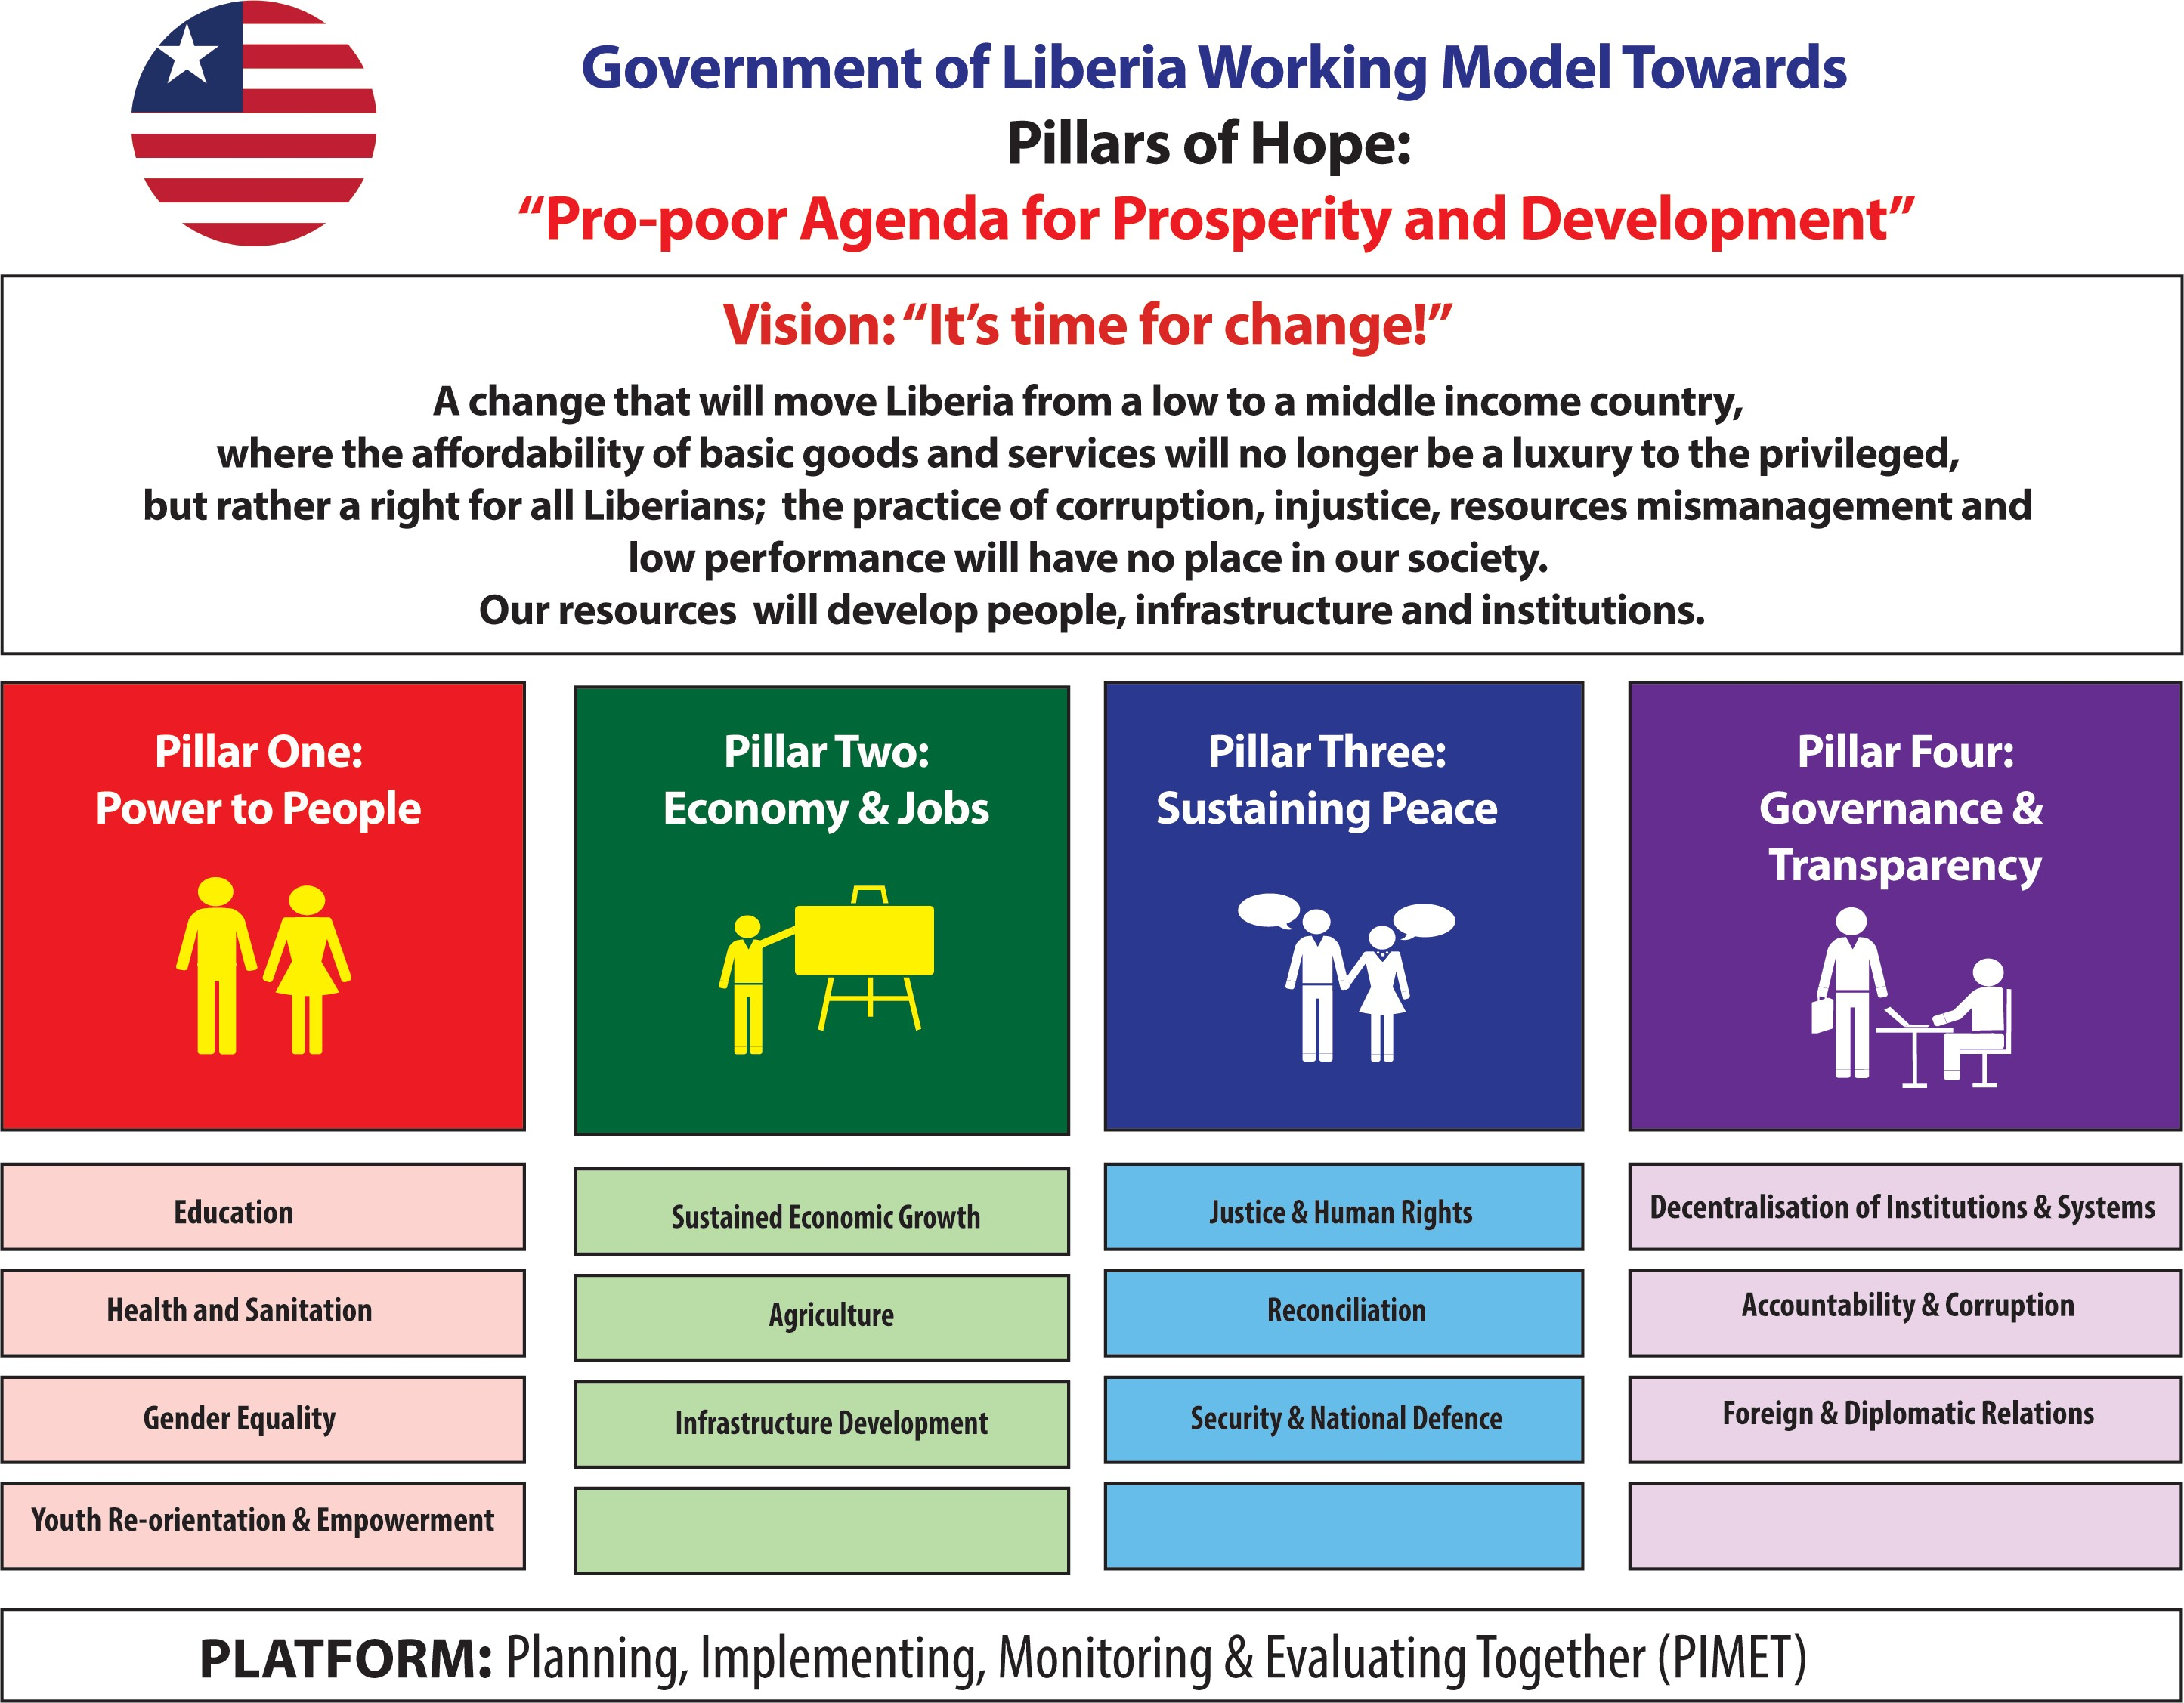 Government of Liberia Working Model Towards
Pillars of Hope:
“Pro-poor Agenda for Prosperity and Development”
Vision: “It’s time for change!”
A change that will move Liberia from a low to a middle income country,
where the affordability of basic goods and services will no longer be a luxury to the privileged,
but rather a right for all Liberians; the practice of corruption, injustice, resources mismanagement and
low performance will have no place in our society.
Our resources will develop people, infrastructure and institutions.
Pillar One:
Power to People
Education
Health and Sanitation
Gender Equality
Youth Re-orientation & Empowerment
Pillar Two:
Economy & Jobs
Sustained Economic Growth
Agriculture
Infrastructure Development
Pillar Three:
Sustaining Peace
Justice & Human Rights
Reconciliation
Security & National Defence
Pillar Four:
Governance &
Transparency
Decentralisation of Institutions & Systems
Accountability & Corruption
Foreign & Diplomatic Relations
PLATFORM: Planning, Implementing, Monitoring & Evaluating Together (PIMET)